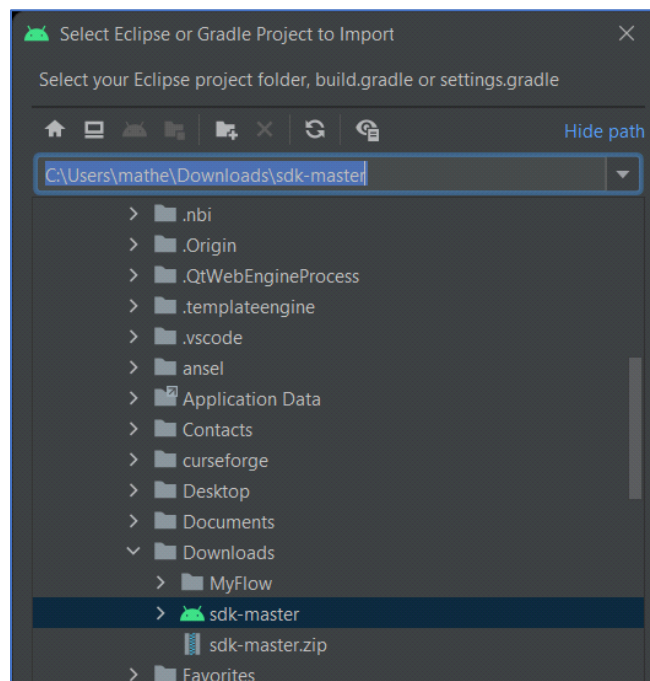 Select Eclipse or Gradle Project to Import
Select your Eclipse project folder, build.gradle or settings.gradle
Hide path
C:\Users\mathe\Downloads\sdk-master
.nbi
.Origin
.QtWebEngineProcess
.templateengine
.vscode
ansel
Application Data
Contacts
curseforge
Desktop
Documents
Downloads
MyFlow
sdk-master
sdk-master.zip
Favorites